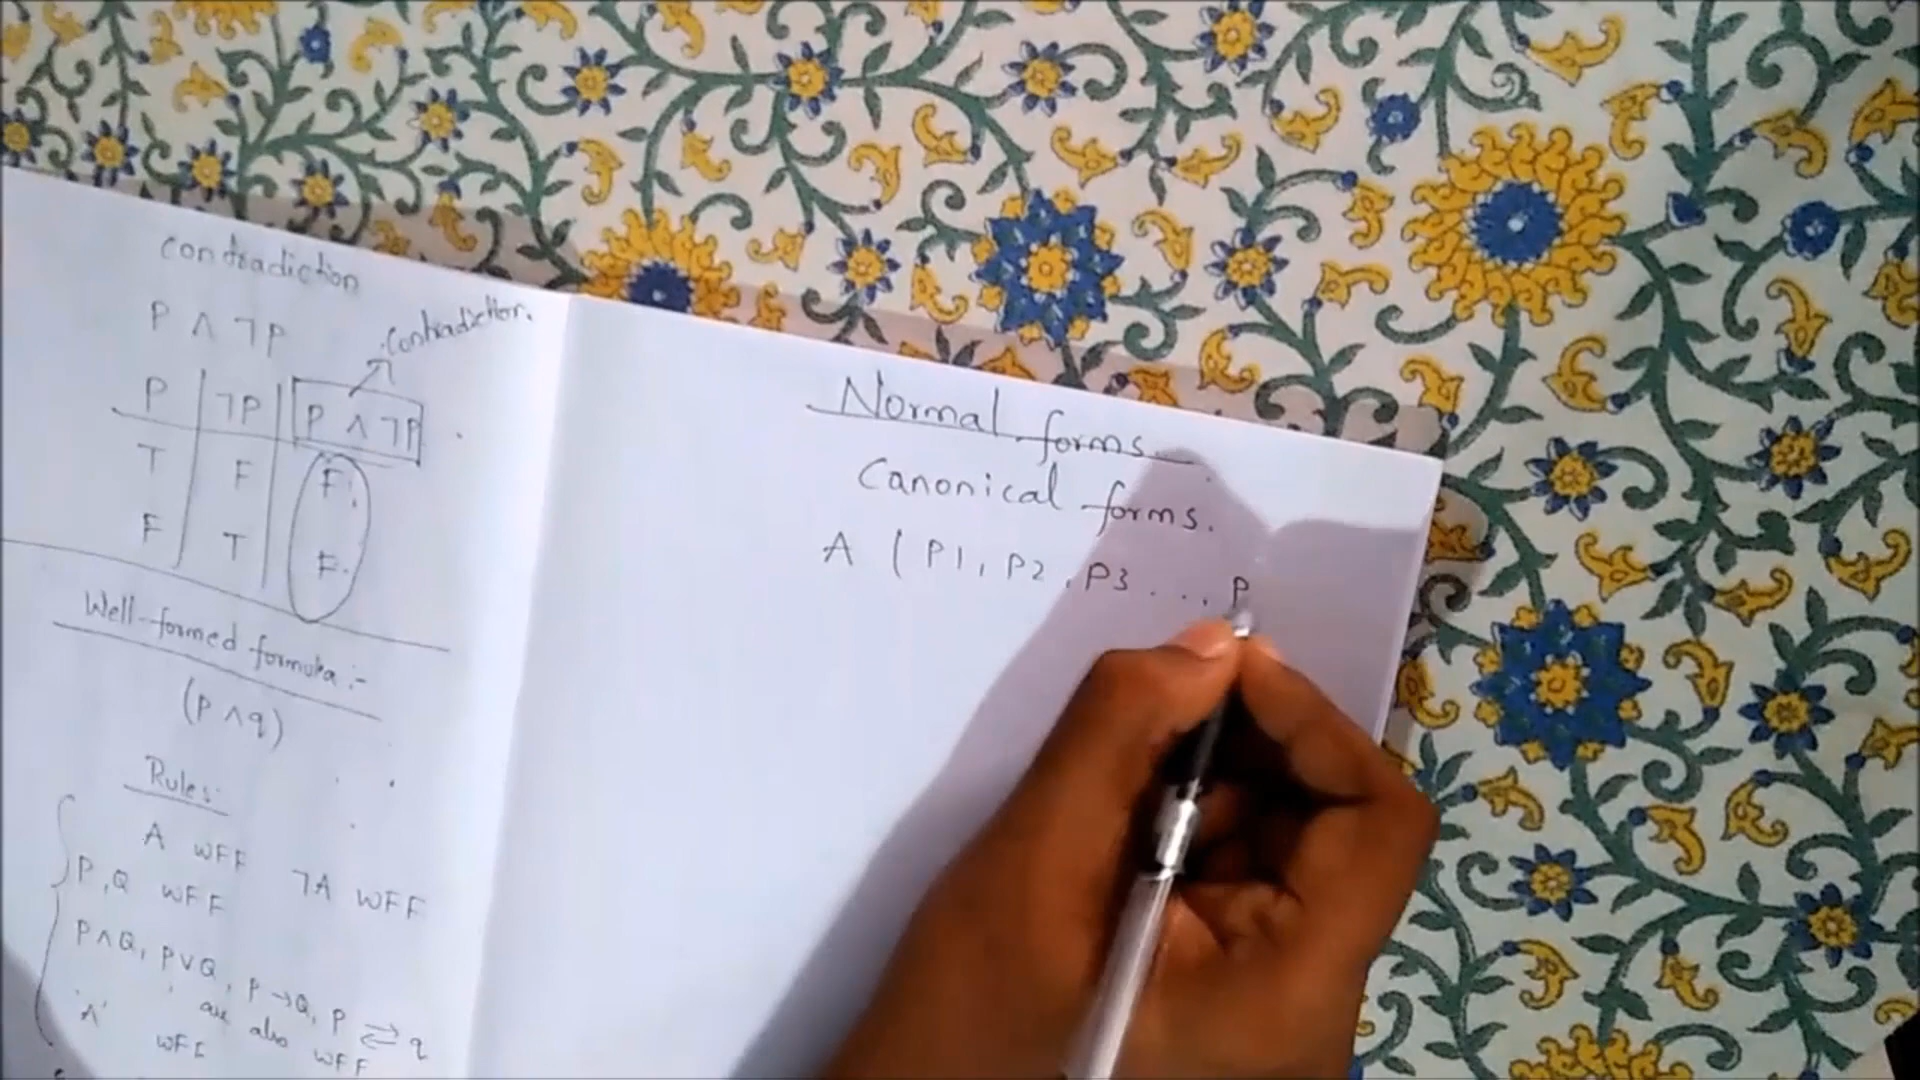 contradiction
P ∧ ¬P
contradiction.
P ¬P P ∧ ¬P
T F F
F T F
Well-formed formula :-
(P ∧ q)
Rules:
A WFF ¬A WFF
P, Q WFF
P∧Q, P∨Q, P→Q, P ⇄ q
are also WFF
'A' WFF
Normal forms
Canonical forms.
A ( P1, P2, P3 .... P